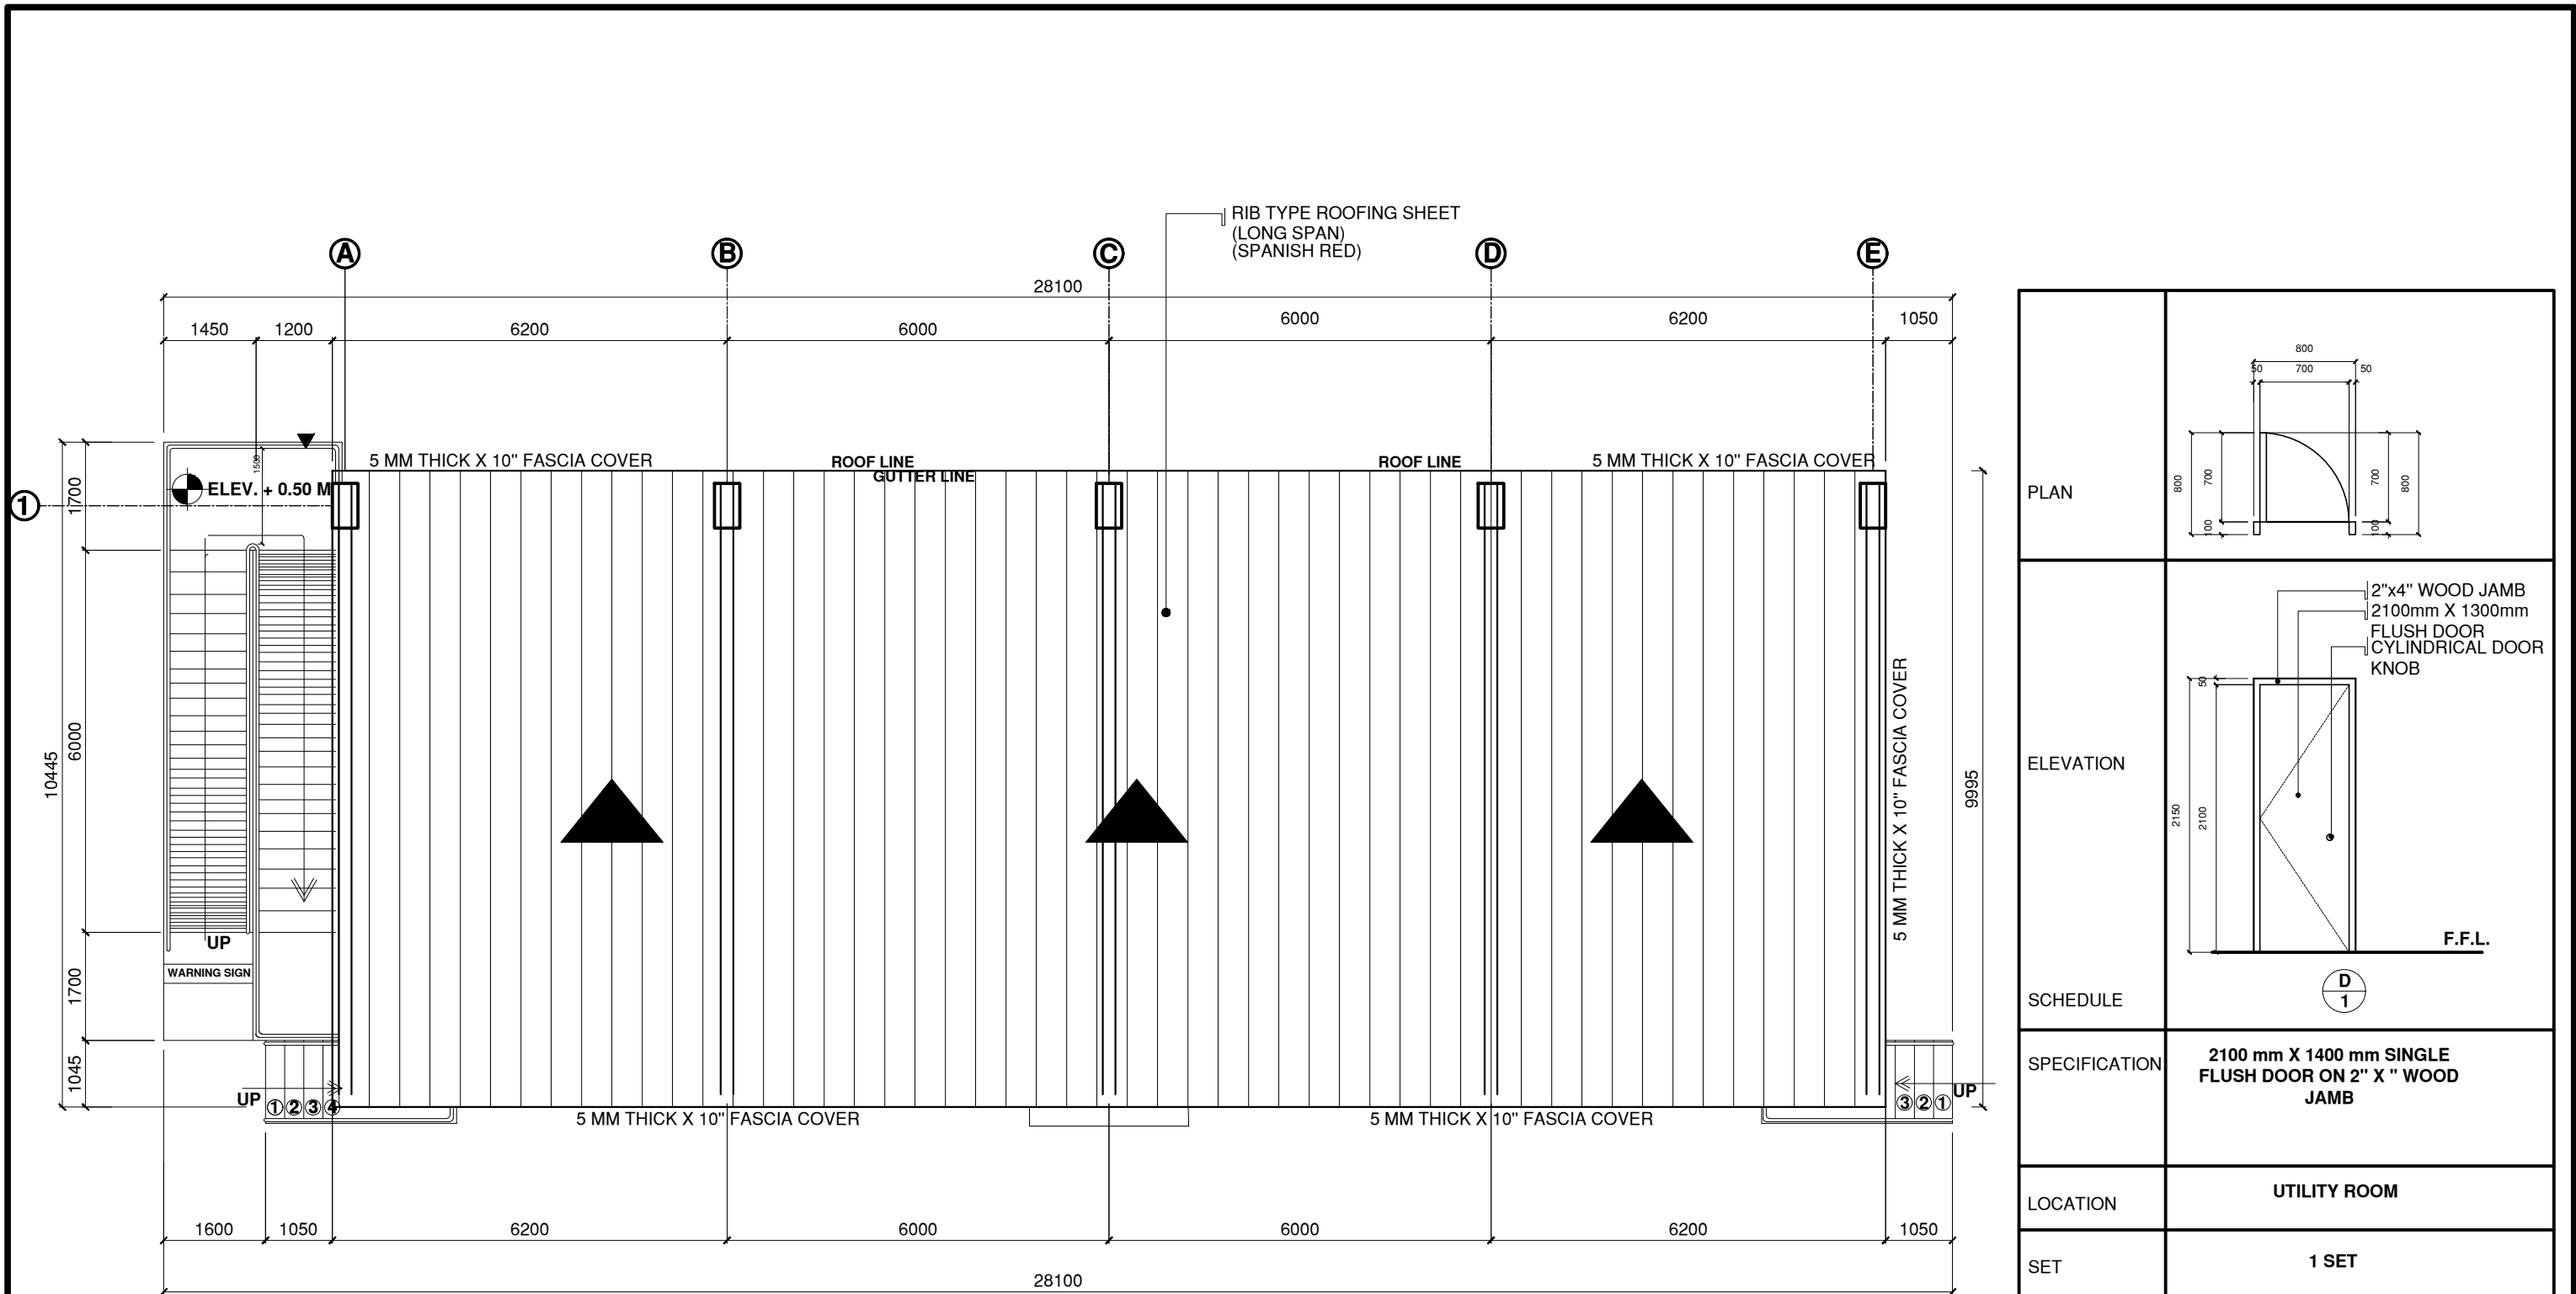 RIB TYPE ROOFING SHEET
(LONG SPAN)
(SPANISH RED)
A
B
C
D
E
28100
1450
1200
6200
6000
6000
6200
1050
5 MM THICK X 10" FASCIA COVER
ROOF LINE
GUTTER LINE
ROOF LINE
5 MM THICK X 10" FASCIA COVER
1500
ELEV. + 0.50 M
1
1700
6000
10445
1700
1045
UP
WARNING SIGN
5 MM THICK X 10" FASCIA COVER
9995
UP
1 2 3 4
3 2 1
UP
5 MM THICK X 10" FASCIA COVER
5 MM THICK X 10" FASCIA COVER
1600
1050
6200
6000
6000
6200
1050
28100
PLAN
800
50
700
50
800
700
100
700
100
800
ELEVATION
2"x4" WOOD JAMB
2100mm X 1300mm
FLUSH DOOR
CYLINDRICAL DOOR
KNOB
50
2150
2100
F.F.L.
SCHEDULE
D
1
SPECIFICATION
2100 mm X 1400 mm SINGLE
FLUSH DOOR ON 2" X " WOOD
JAMB
LOCATION
UTILITY ROOM
SET
1 SET